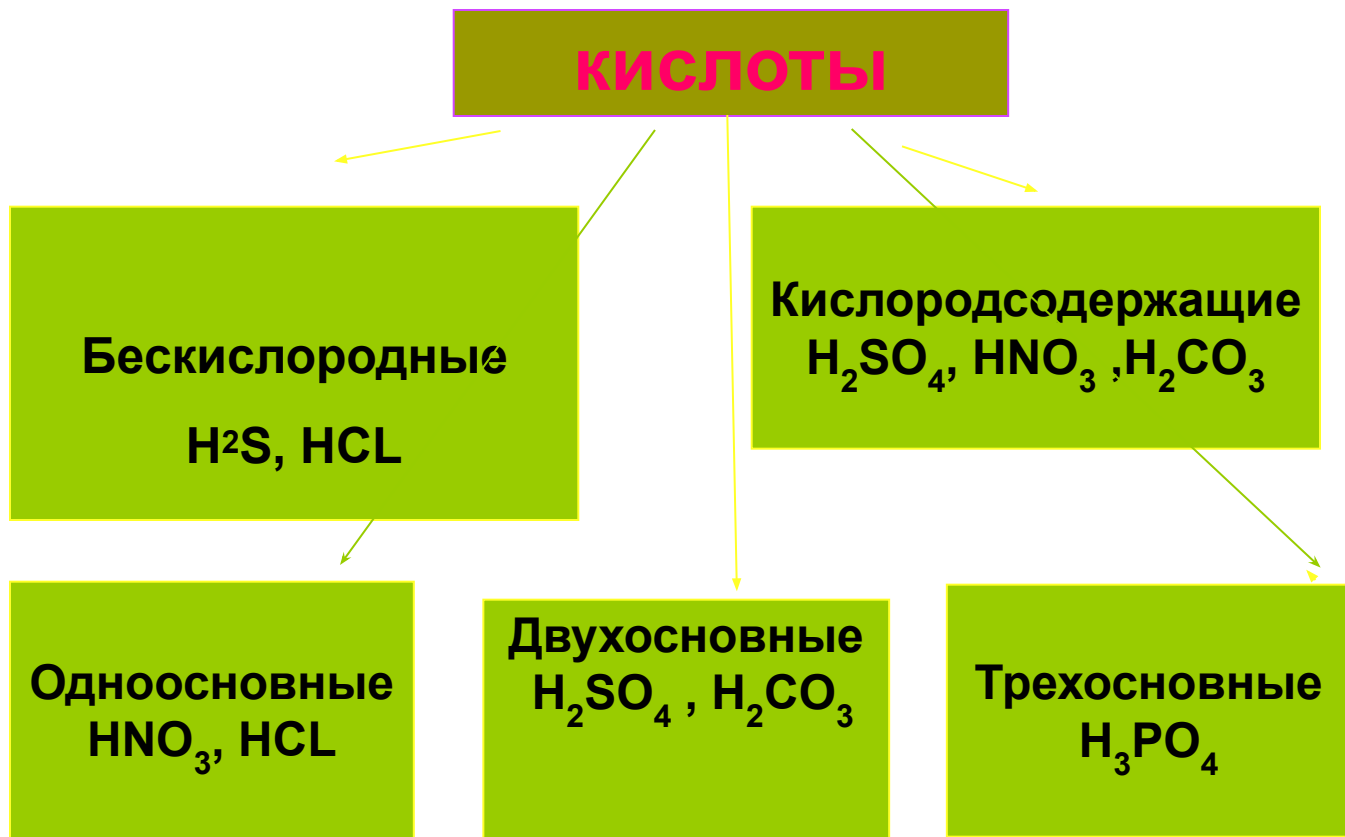 кислоты
Бескислородные
H²S, HCL
Кислородсодержащие
H₂SO₄, HNO₃ ,H₂CO₃
Одноосновные
HNO₃, HCL
Двухосновные
H₂SO₄ , H₂CO₃
Трехосновные
H₃PO₄